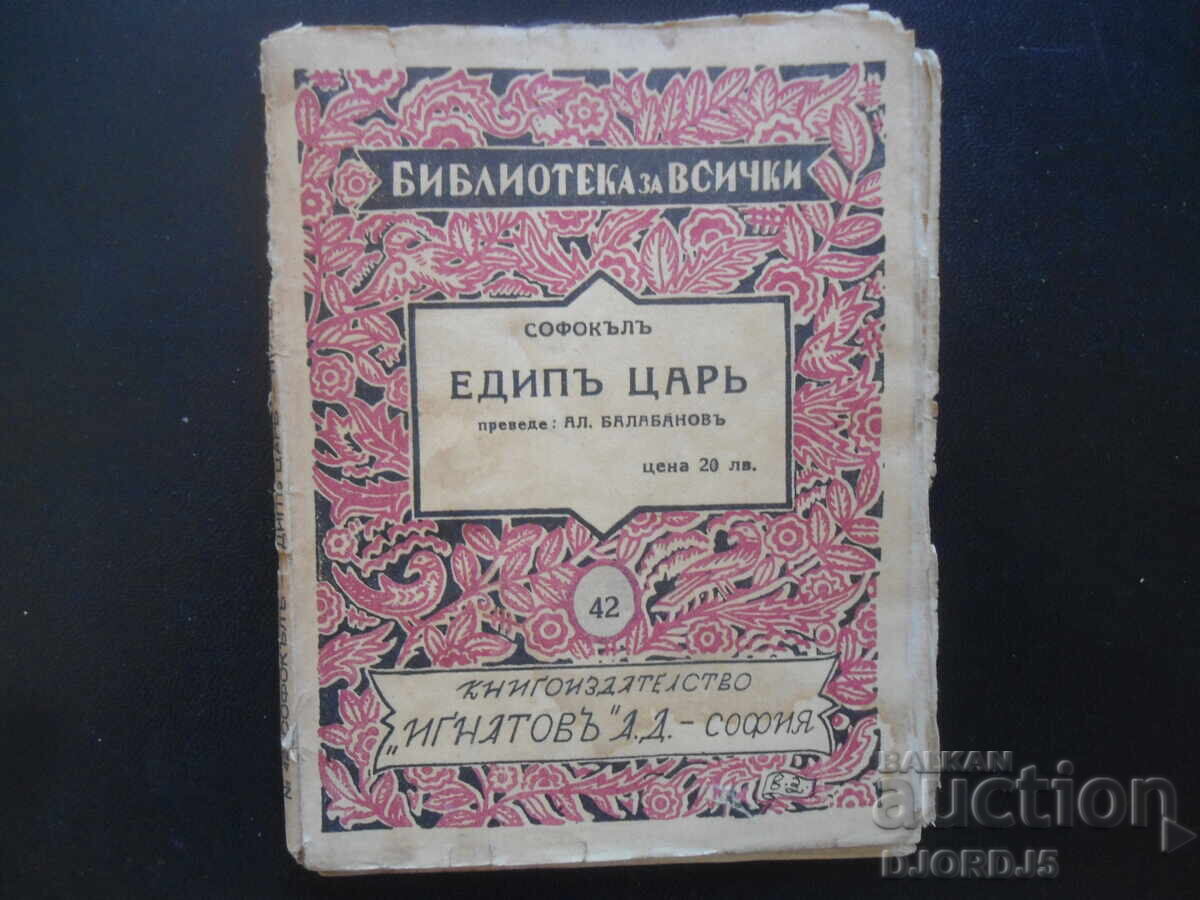 БИБЛИОТЕКА ЗА ВСИЧКИ
СОФОКЪЛЪ
ЕДИПЪ ЦАРЬ
преведе: АЛ. БАЛАБАНОВЪ
цена 20 лв.
42
КНИГОИЗДАТЕЛСТВО
„ИГНАТОВЪ" А.Д. – СОФИЯ
BALKAN
auction
DJORDJ5